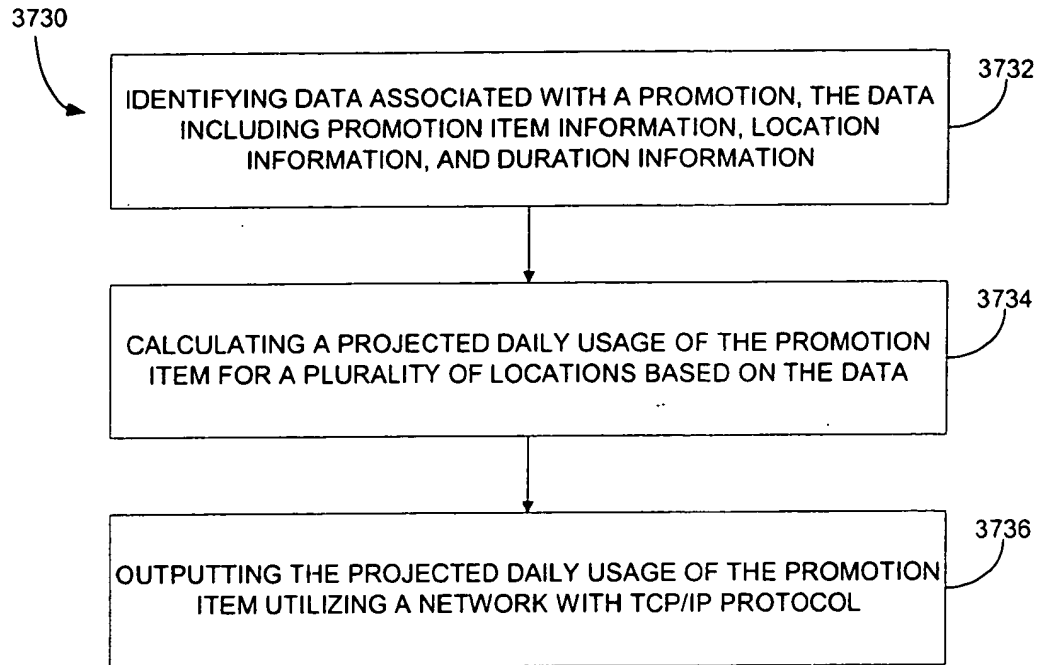 3730
3732
IDENTIFYING DATA ASSOCIATED WITH A PROMOTION, THE DATA
INCLUDING PROMOTION ITEM INFORMATION, LOCATION
INFORMATION, AND DURATION INFORMATION
3734
CALCULATING A PROJECTED DAILY USAGE OF THE PROMOTION
ITEM FOR A PLURALITY OF LOCATIONS BASED ON THE DATA
3736
OUTPUTTING THE PROJECTED DAILY USAGE OF THE PROMOTION
ITEM UTILIZING A NETWORK WITH TCP/IP PROTOCOL